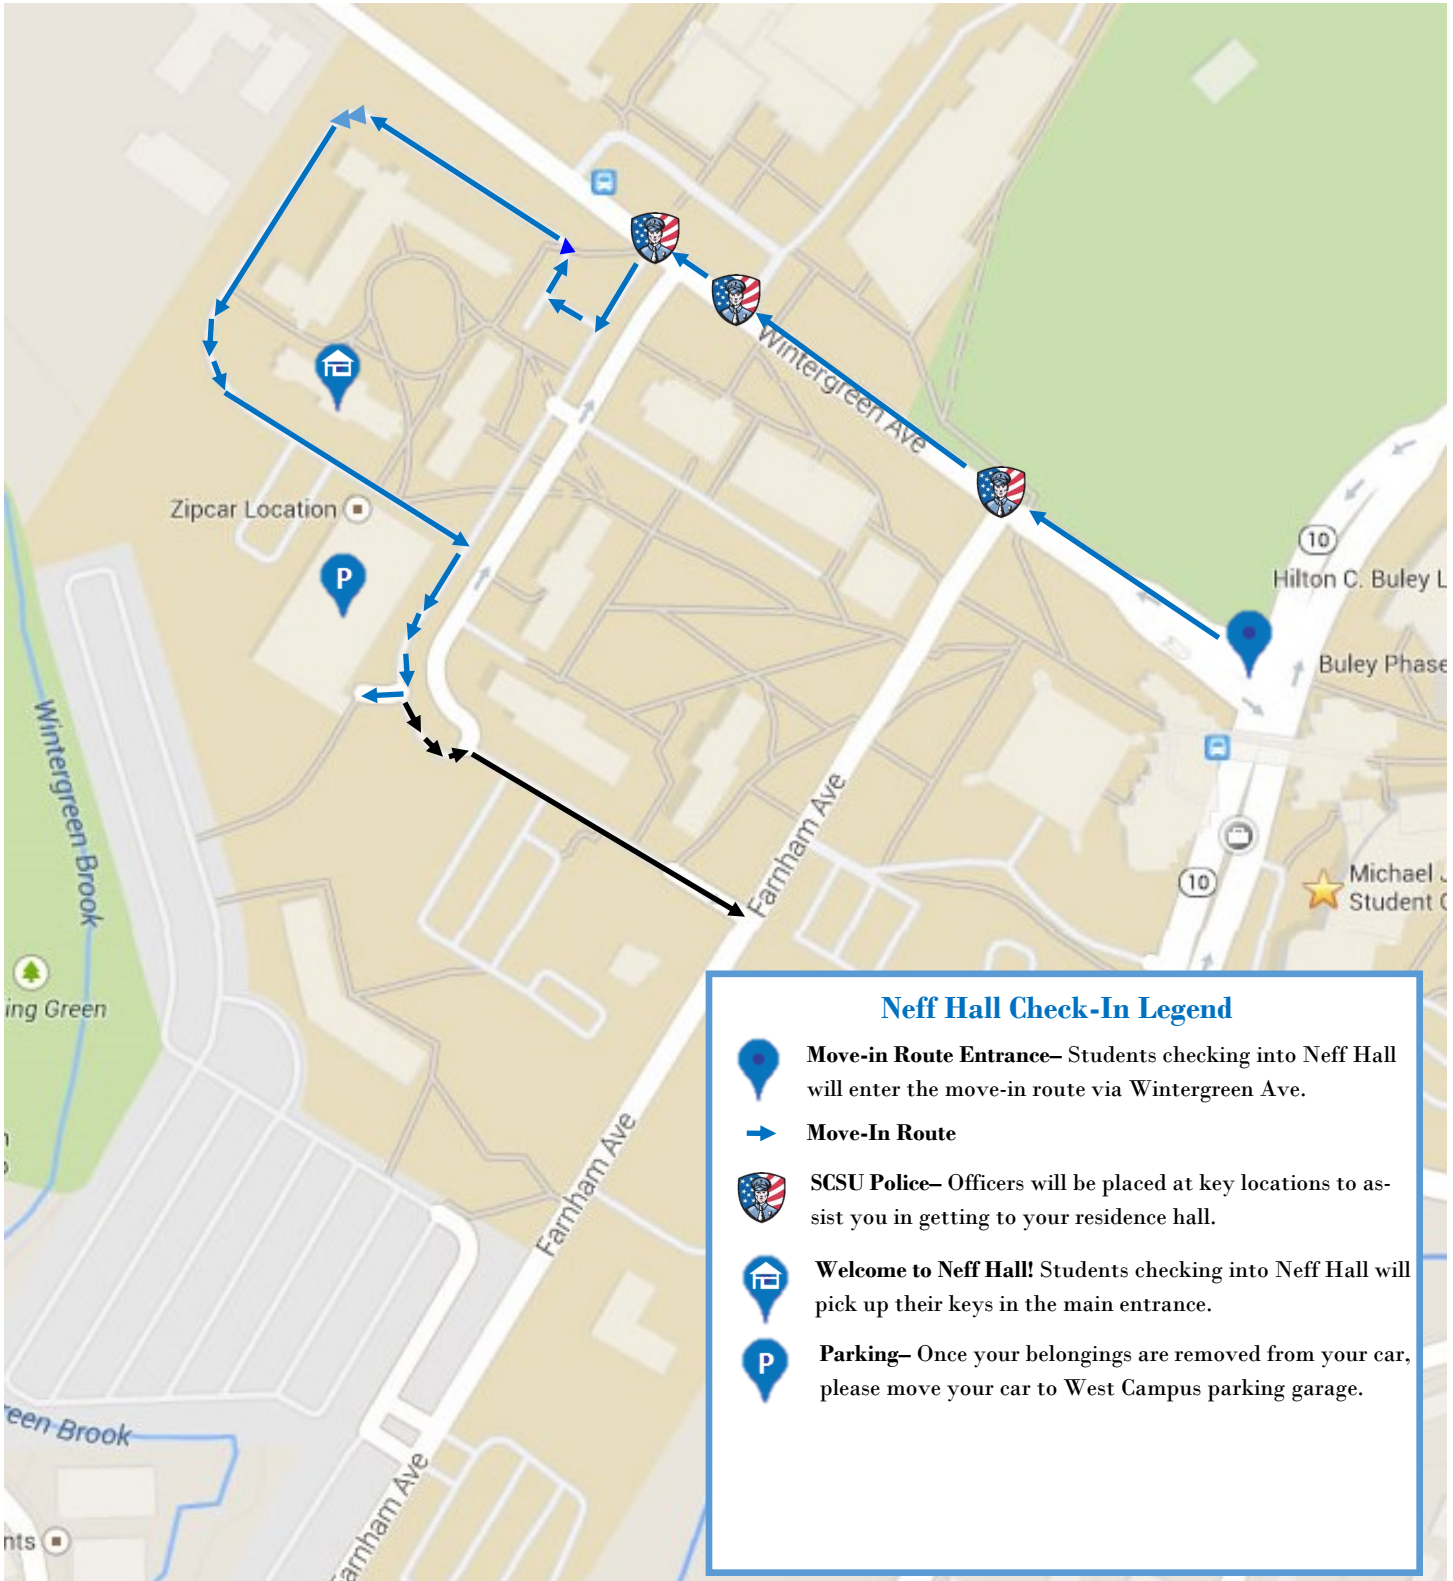 Wintergreen Ave
Zipcar Location
P
10
Hilton C. Buley L
Buley Phase
Wintergreen Brook
Farnham Ave
10
Michael J
Student C
ing Green
Neff Hall Check-In Legend
Move-in Route Entrance– Students checking into Neff Hall
will enter the move-in route via Wintergreen Ave.
Move-In Route
SCSU Police– Officers will be placed at key locations to as-
sist you in getting to your residence hall.
Farnham Ave
Welcome to Neff Hall! Students checking into Neff Hall will
pick up their keys in the main entrance.
P
Parking– Once your belongings are removed from your car,
please move your car to West Campus parking garage.
reen Brook
Farnham Ave
nts